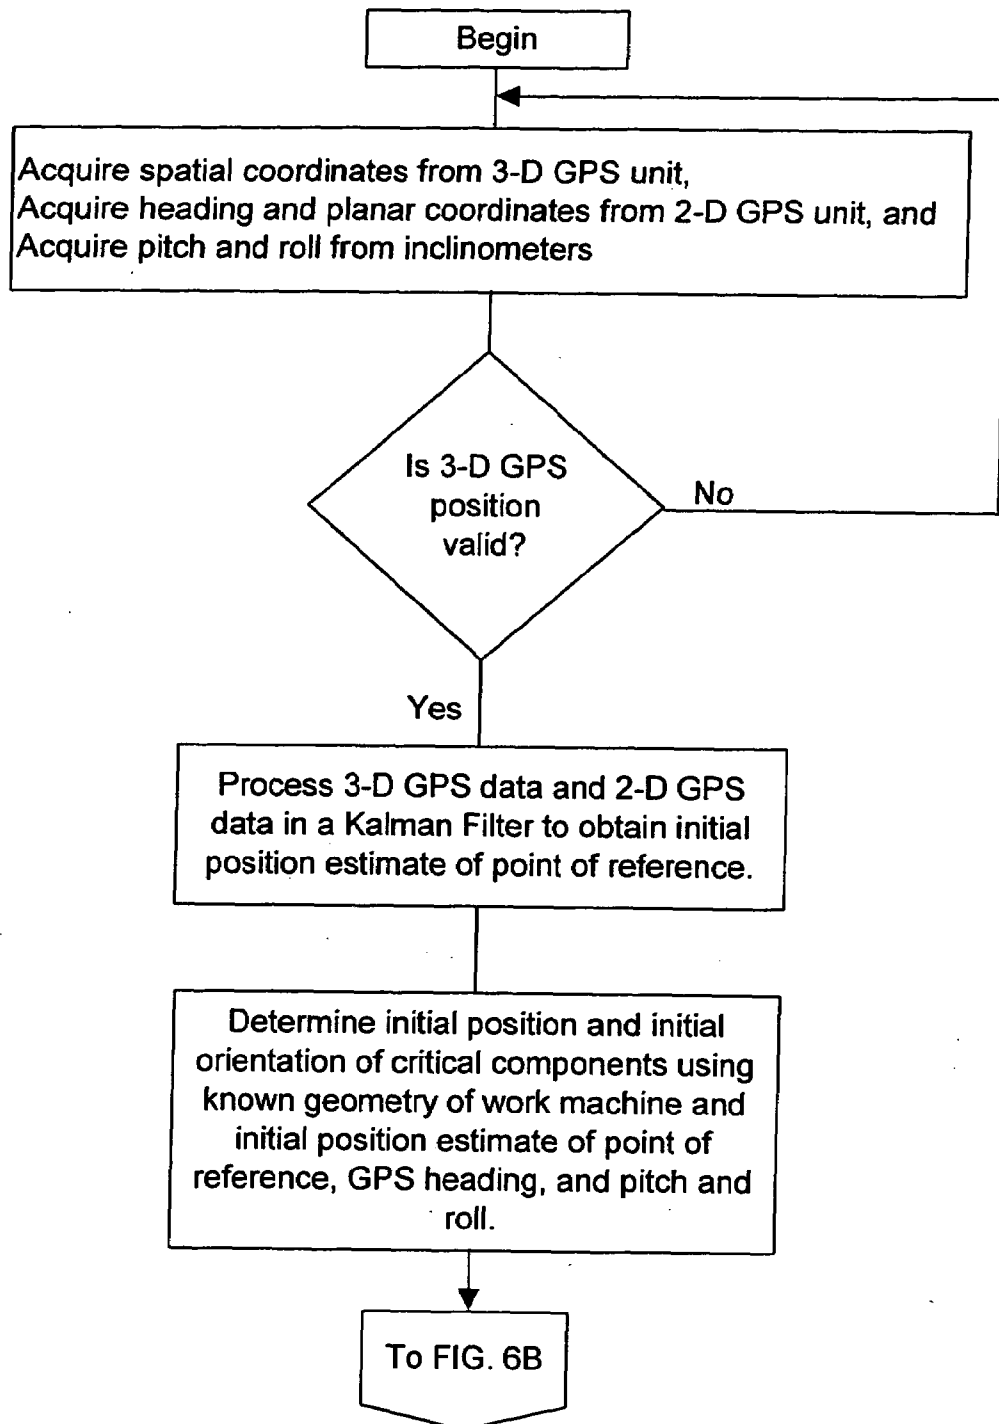 Begin
Acquire spatial coordinates from 3-D GPS unit,
Acquire heading and planar coordinates from 2-D GPS unit, and
Acquire pitch and roll from inclinometers
Is 3-D GPS
position
valid?
No
Yes
Process 3-D GPS data and 2-D GPS
data in a Kalman Filter to obtain initial
position estimate of point of reference.
Determine initial position and initial
orientation of critical components using
known geometry of work machine and
initial position estimate of point of
reference, GPS heading, and pitch and
roll.
To FIG. 6B